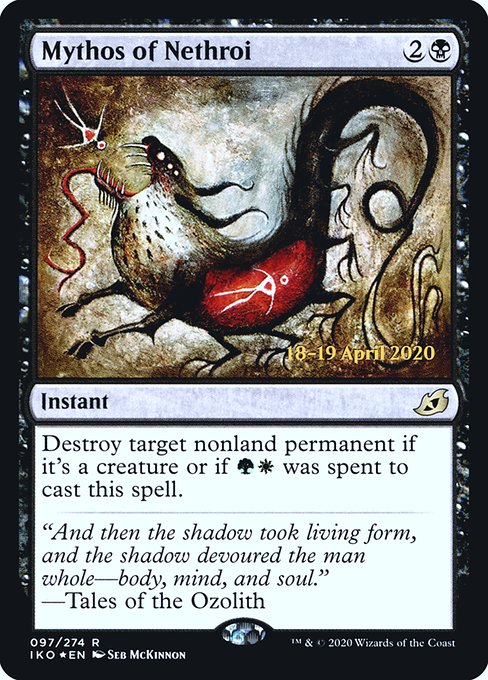 Mythos of Nethroi 2
18-19 April 2020
Instant
Destroy target nonland permanent if
it's a creature or if was spent to
cast this spell.
“And then the shadow took living form,
and the shadow devoured the man
whole—body, mind, and soul.”
—Tales of the Ozolith
097/274 R
IKO ★ EN Seb McKinnon
™ & © 2020 Wizards of the Coast